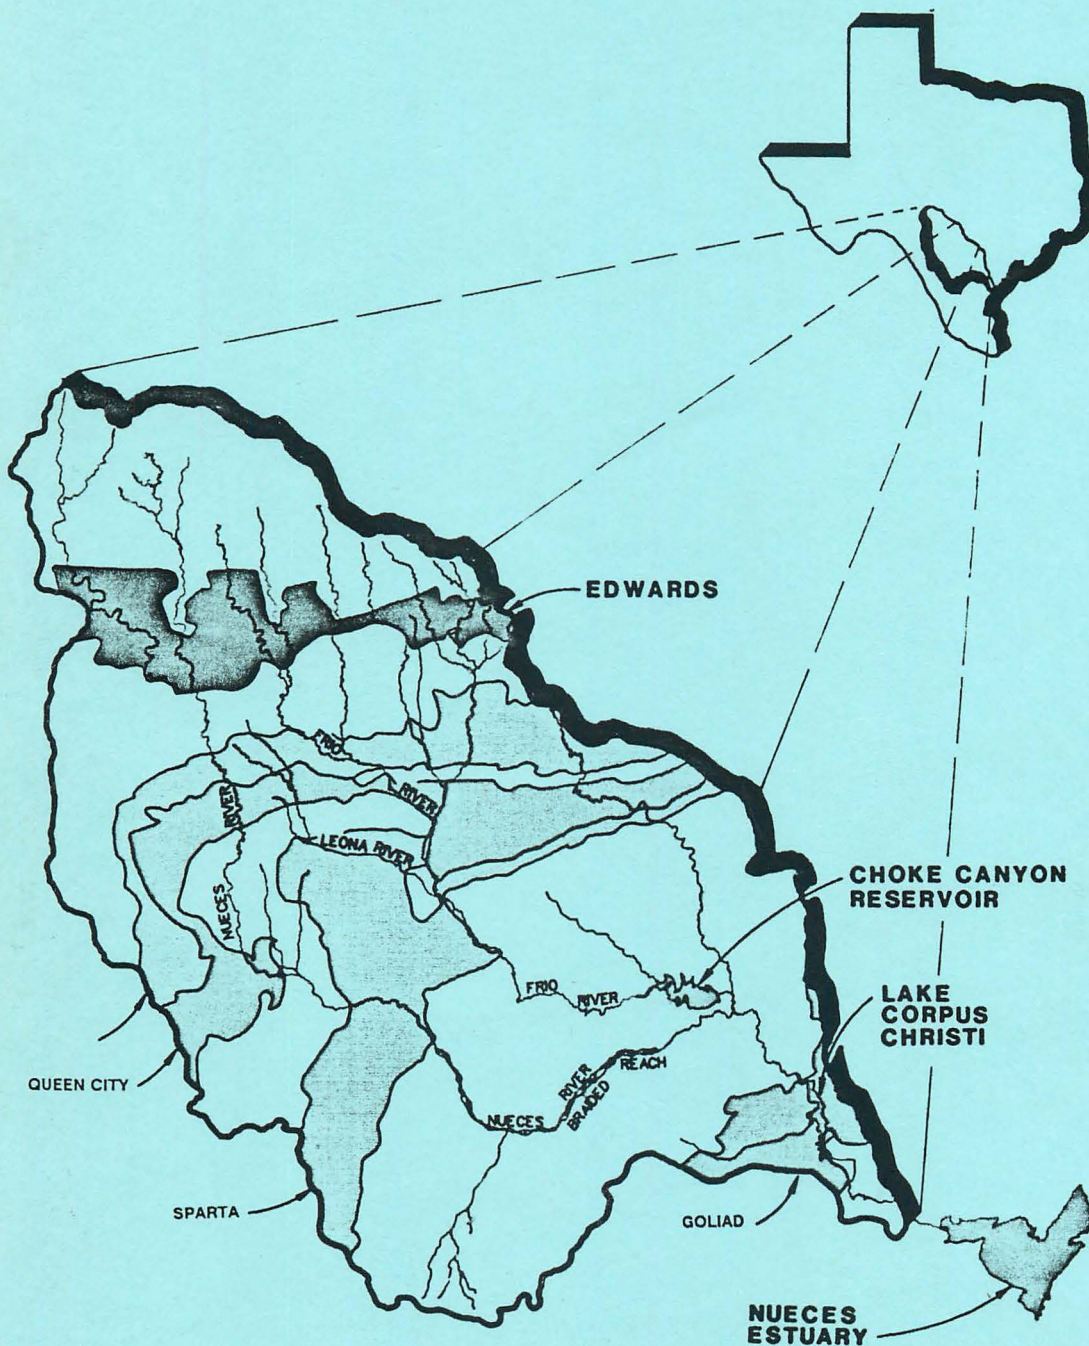 EDWARDS
FRIO
RIVER
RIVER
LEONA RIVER
NUECES
CHOKE CANYON
RESERVOIR
FRIO
RIVER
LAKE
CORPUS
CHRISTI
QUEEN CITY
RIVER
REACH
BRADED
NUECES
SPARTA
GOLIAD
NUECES
ESTUARY